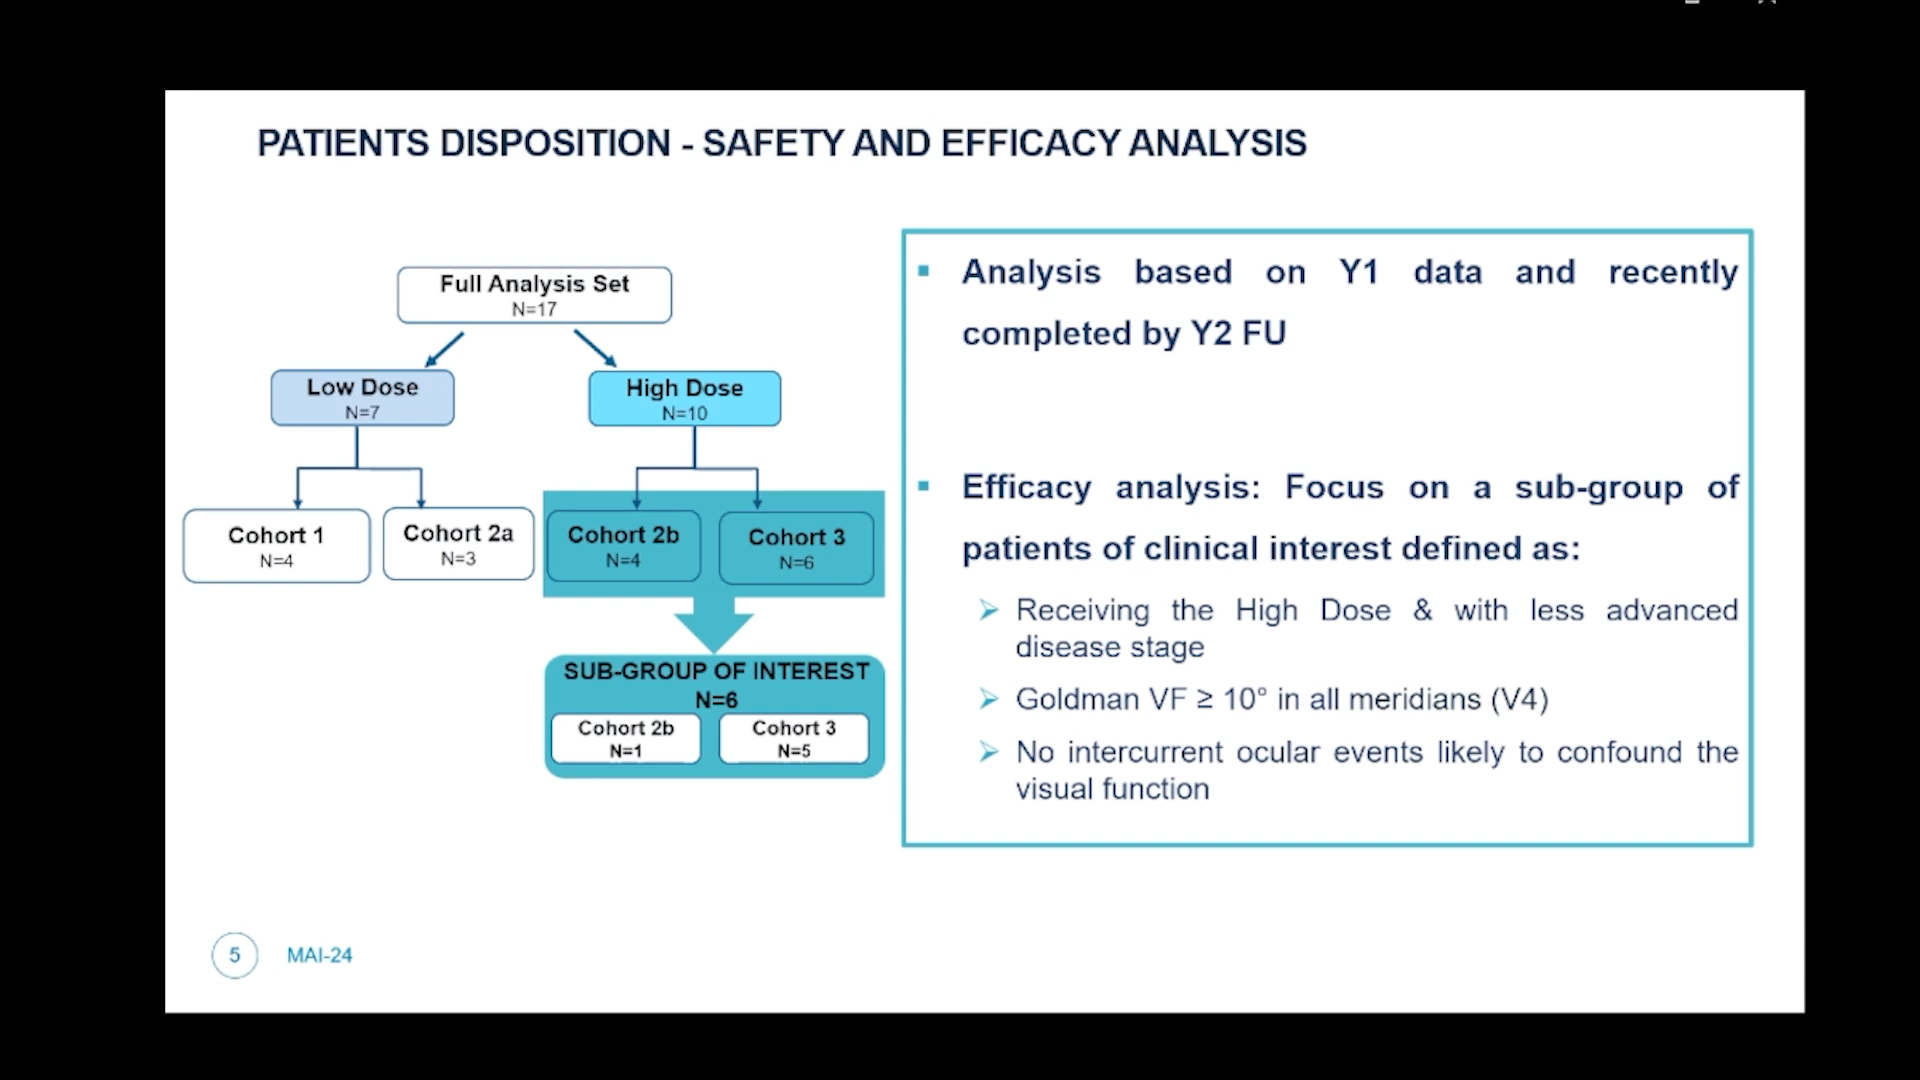 PATIENTS DISPOSITION - SAFETY AND EFFICACY ANALYSIS
Full Analysis Set
N=17
Low Dose
N=7
High Dose
N=10
Cohort 1
N=4
Cohort 2a
N=3
Cohort 2b
N=4
Cohort 3
N=6
SUB-GROUP OF INTEREST
N=6
Cohort 2b
N=1
Cohort 3
N=5
▪ Analysis based on Y1 data and recently
completed by Y2 FU
▪ Efficacy analysis: Focus on a sub-group of
patients of clinical interest defined as:
➢ Receiving the High Dose & with less advanced
disease stage
➢ Goldman VF ≥ 10° in all meridians (V4)
➢ No intercurrent ocular events likely to confound the
visual function
5 MAI-24